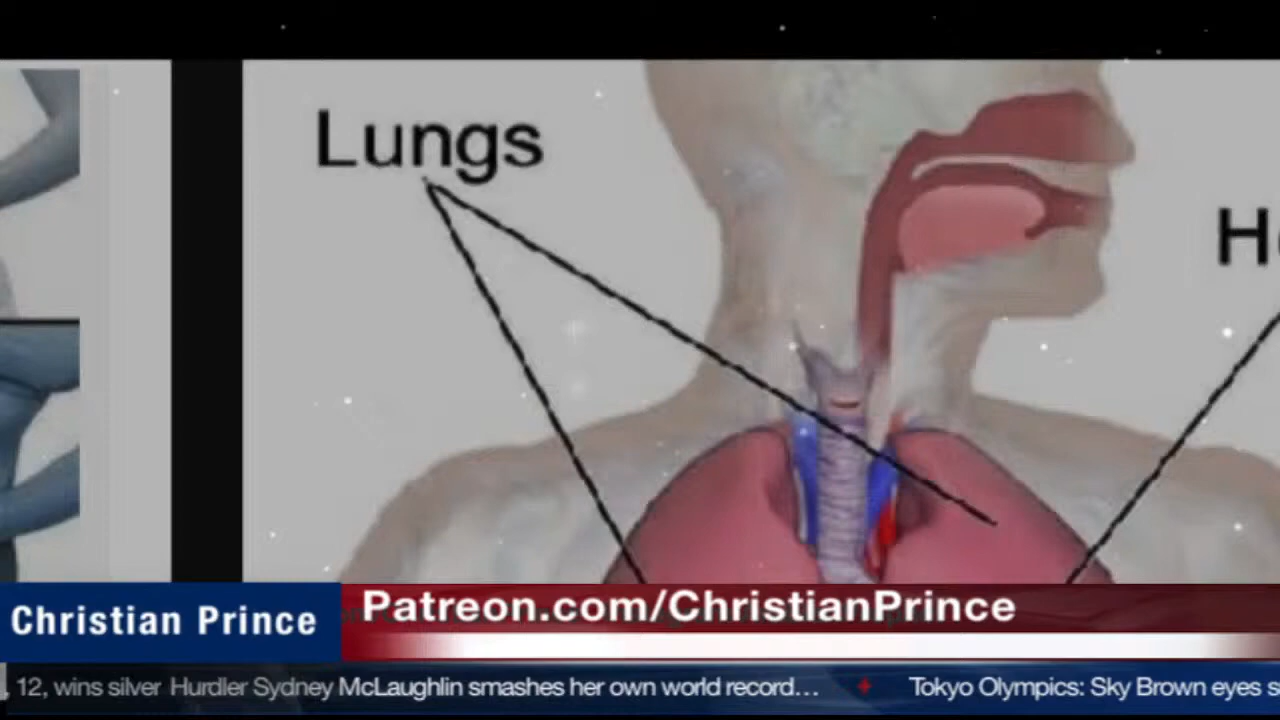 Lungs
He
Christian Prince
Patreon.com/ChristianPrince
, 12, wins silver Hurdler Sydney McLaughlin smashes her own world record... Tokyo Olympics: Sky Brown eyes s